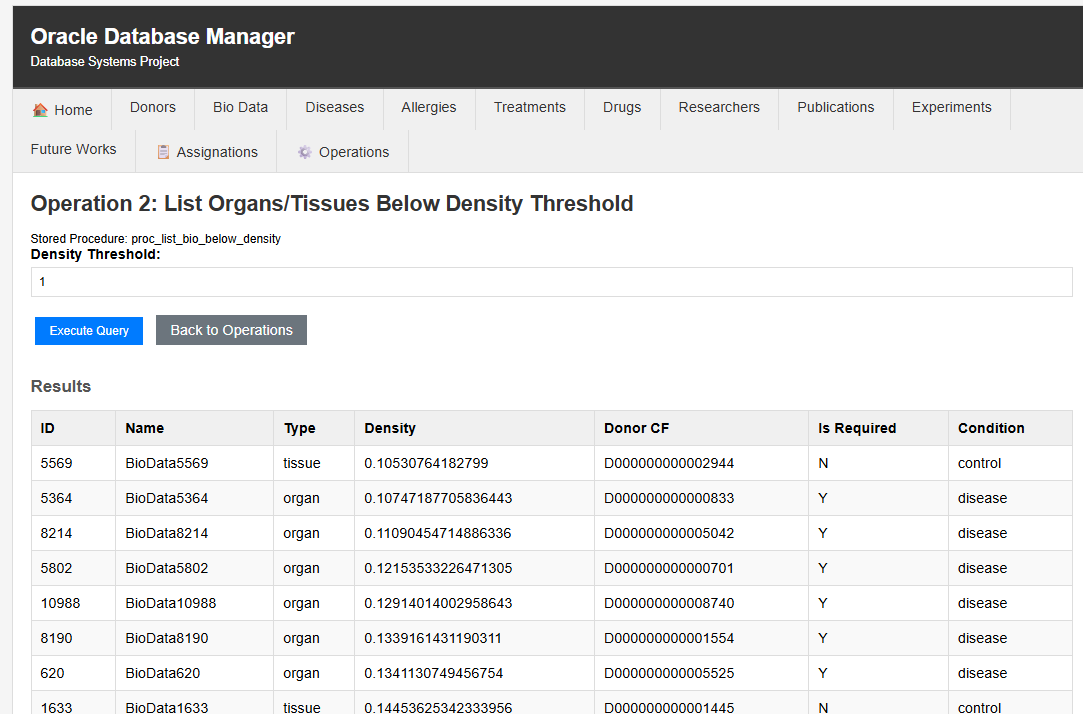 Oracle Database Manager
Database Systems Project
Home Donors Bio Data Diseases Allergies Treatments Drugs Researchers Publications Experiments
Future Works Assignations Operations
Operation 2: List Organs/Tissues Below Density Threshold
Stored Procedure: proc_list_bio_below_density
Density Threshold:
1
Execute Query Back to Operations
Results
ID Name Type Density Donor CF Is Required Condition
5569 BioData5569 tissue 0.10530764182799 D000000000002944 N control
5364 BioData5364 organ 0.10747187705836443 D000000000000833 Y disease
8214 BioData8214 organ 0.11090454714886336 D000000000005042 Y disease
5802 BioData5802 organ 0.12153533226471305 D000000000000701 Y disease
10988 BioData10988 organ 0.12914014002958643 D000000000008740 Y disease
8190 BioData8190 organ 0.1339161431190311 D000000000001554 Y disease
620 BioData620 organ 0.1341130749456754 D000000000005525 Y disease
1633 BioData1633 tissue 0.14453625342333956 D000000000001445 N control